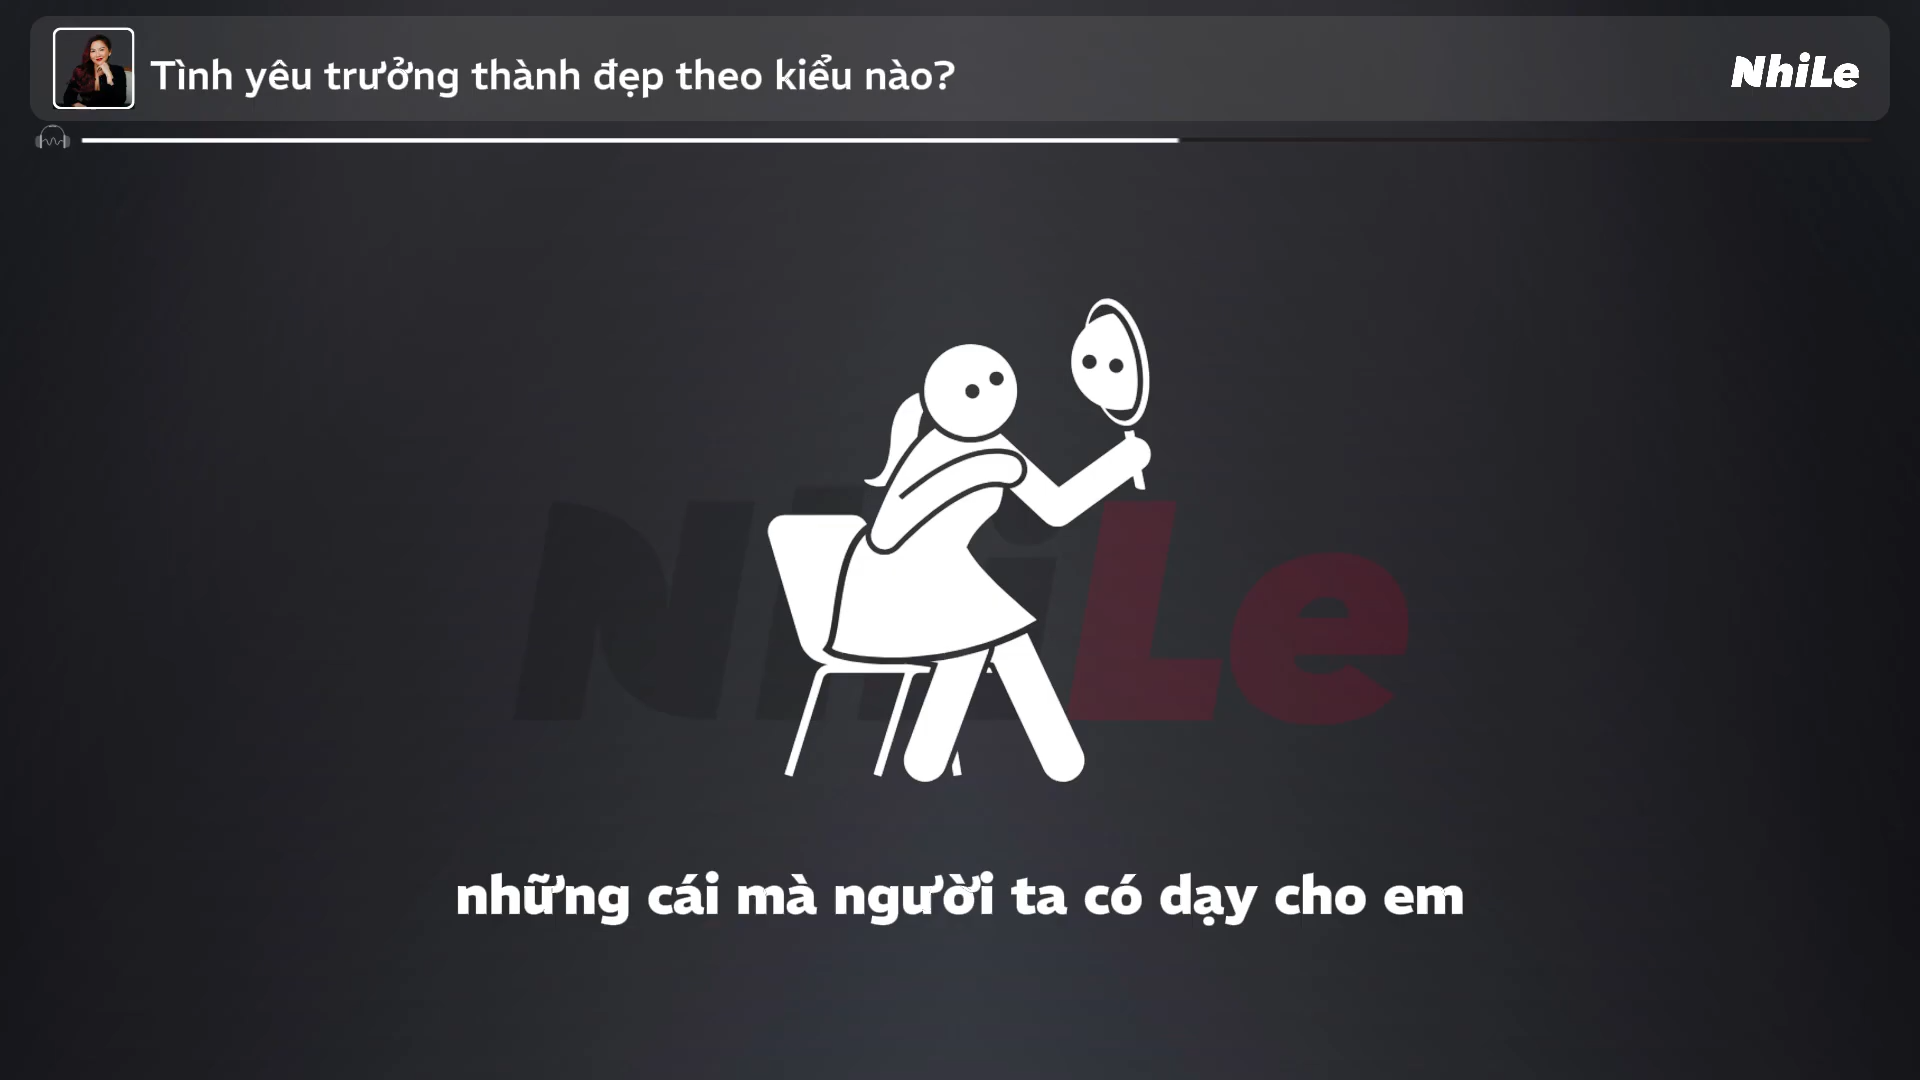 Tình yêu trưởng thành đẹp theo kiểu nào?
NhiLe
NhiLe
những cái mà người ta có dạy cho em